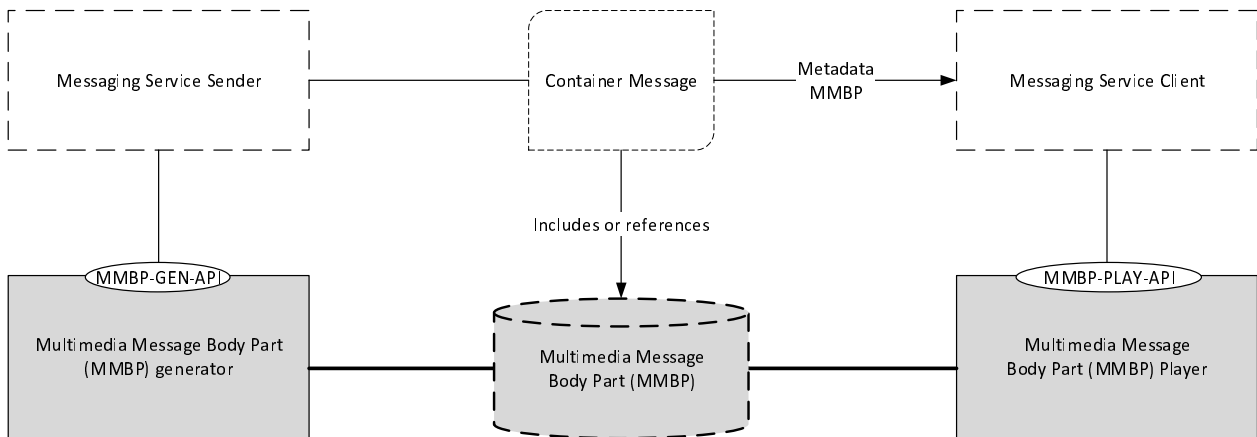 Messaging Service Sender
Container Message
Metadada
MMBP
Messaging Service Client
Includes or references
MMBP-GEN-API
MMBP-PLAY-API
Multimedia Message Body Part
(MMBP) generator
Multimedia Message
Body Part (MMBP)
Multimedia Message
Body Part (MMBP) Player